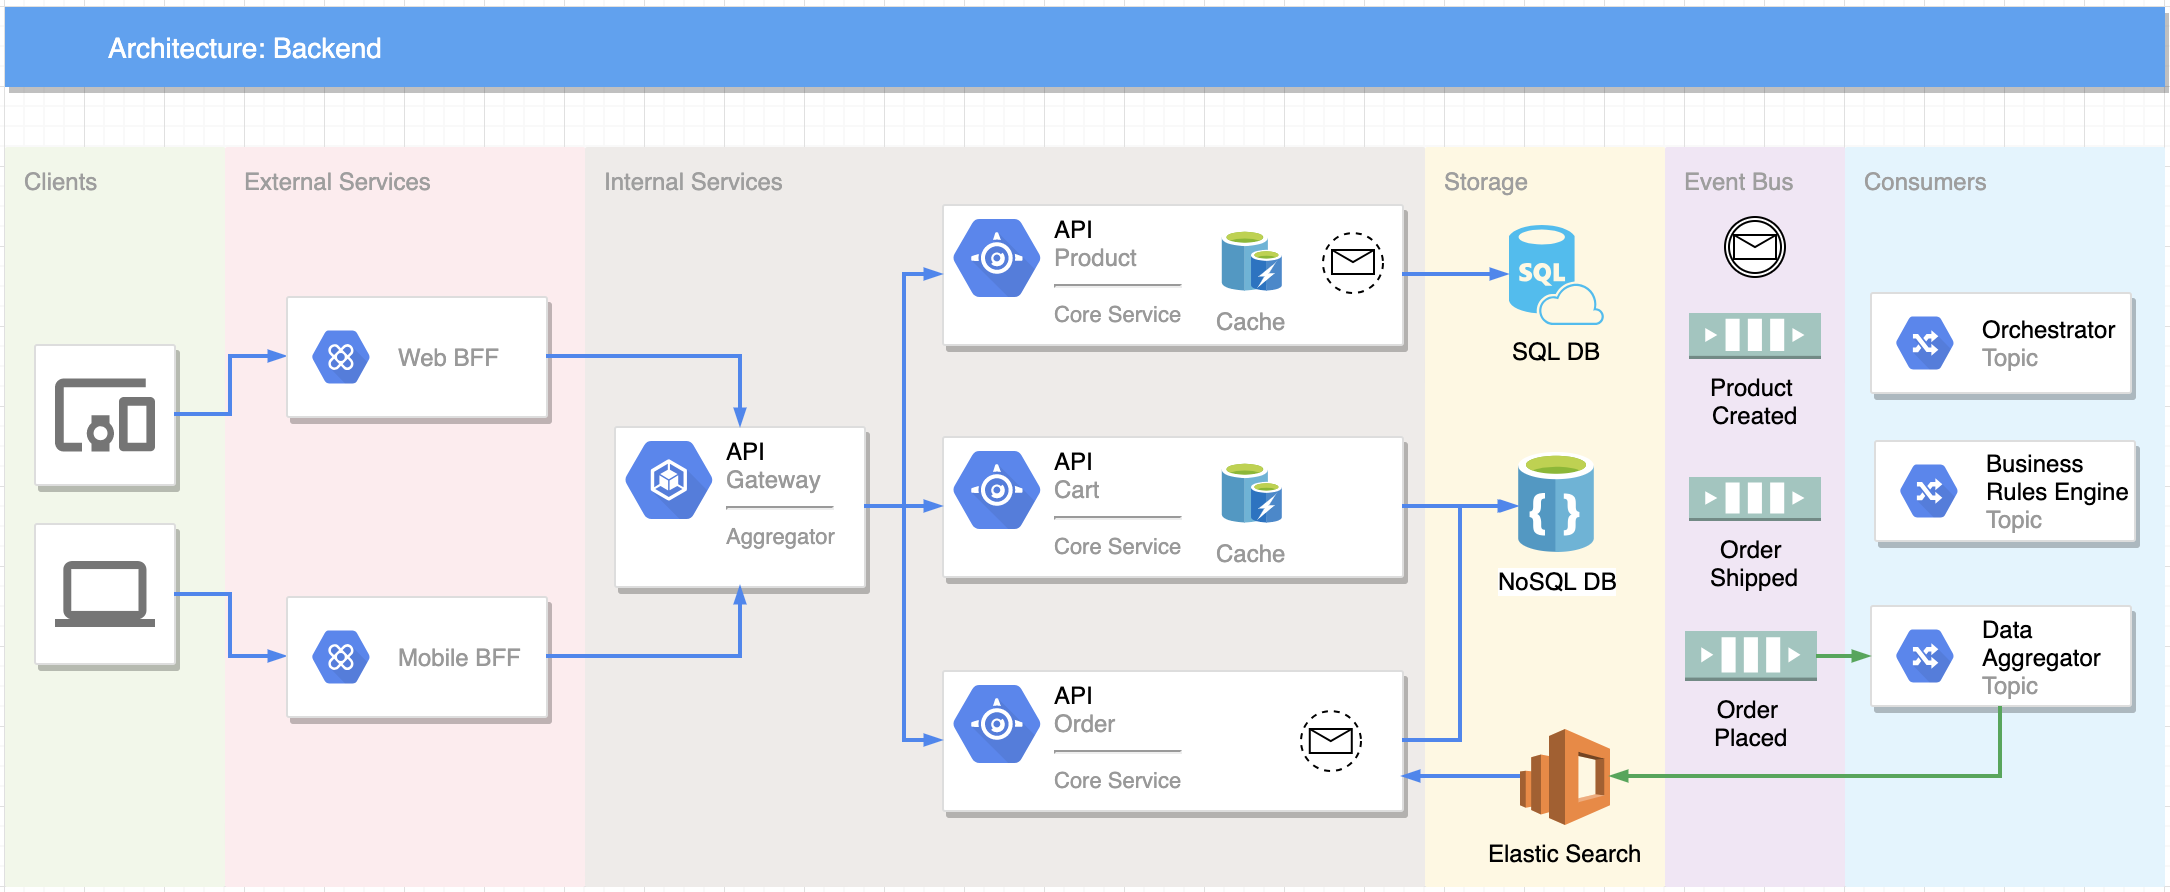 Architecture: Backend
Clients
External Services
Internal Services
Storage
Event Bus
Consumers
Web BFF
Mobile BFF
API
Gateway
Aggregator
API
Product
Core Service
Cache
API
Cart
Core Service
Cache
API
Order
Core Service
SQL
SQL DB
{ }
NoSQL DB
Elastic Search
Product
Created
Order
Shipped
Order
Placed
Orchestrator
Topic
Business
Rules Engine
Topic
Data
Aggregator
Topic